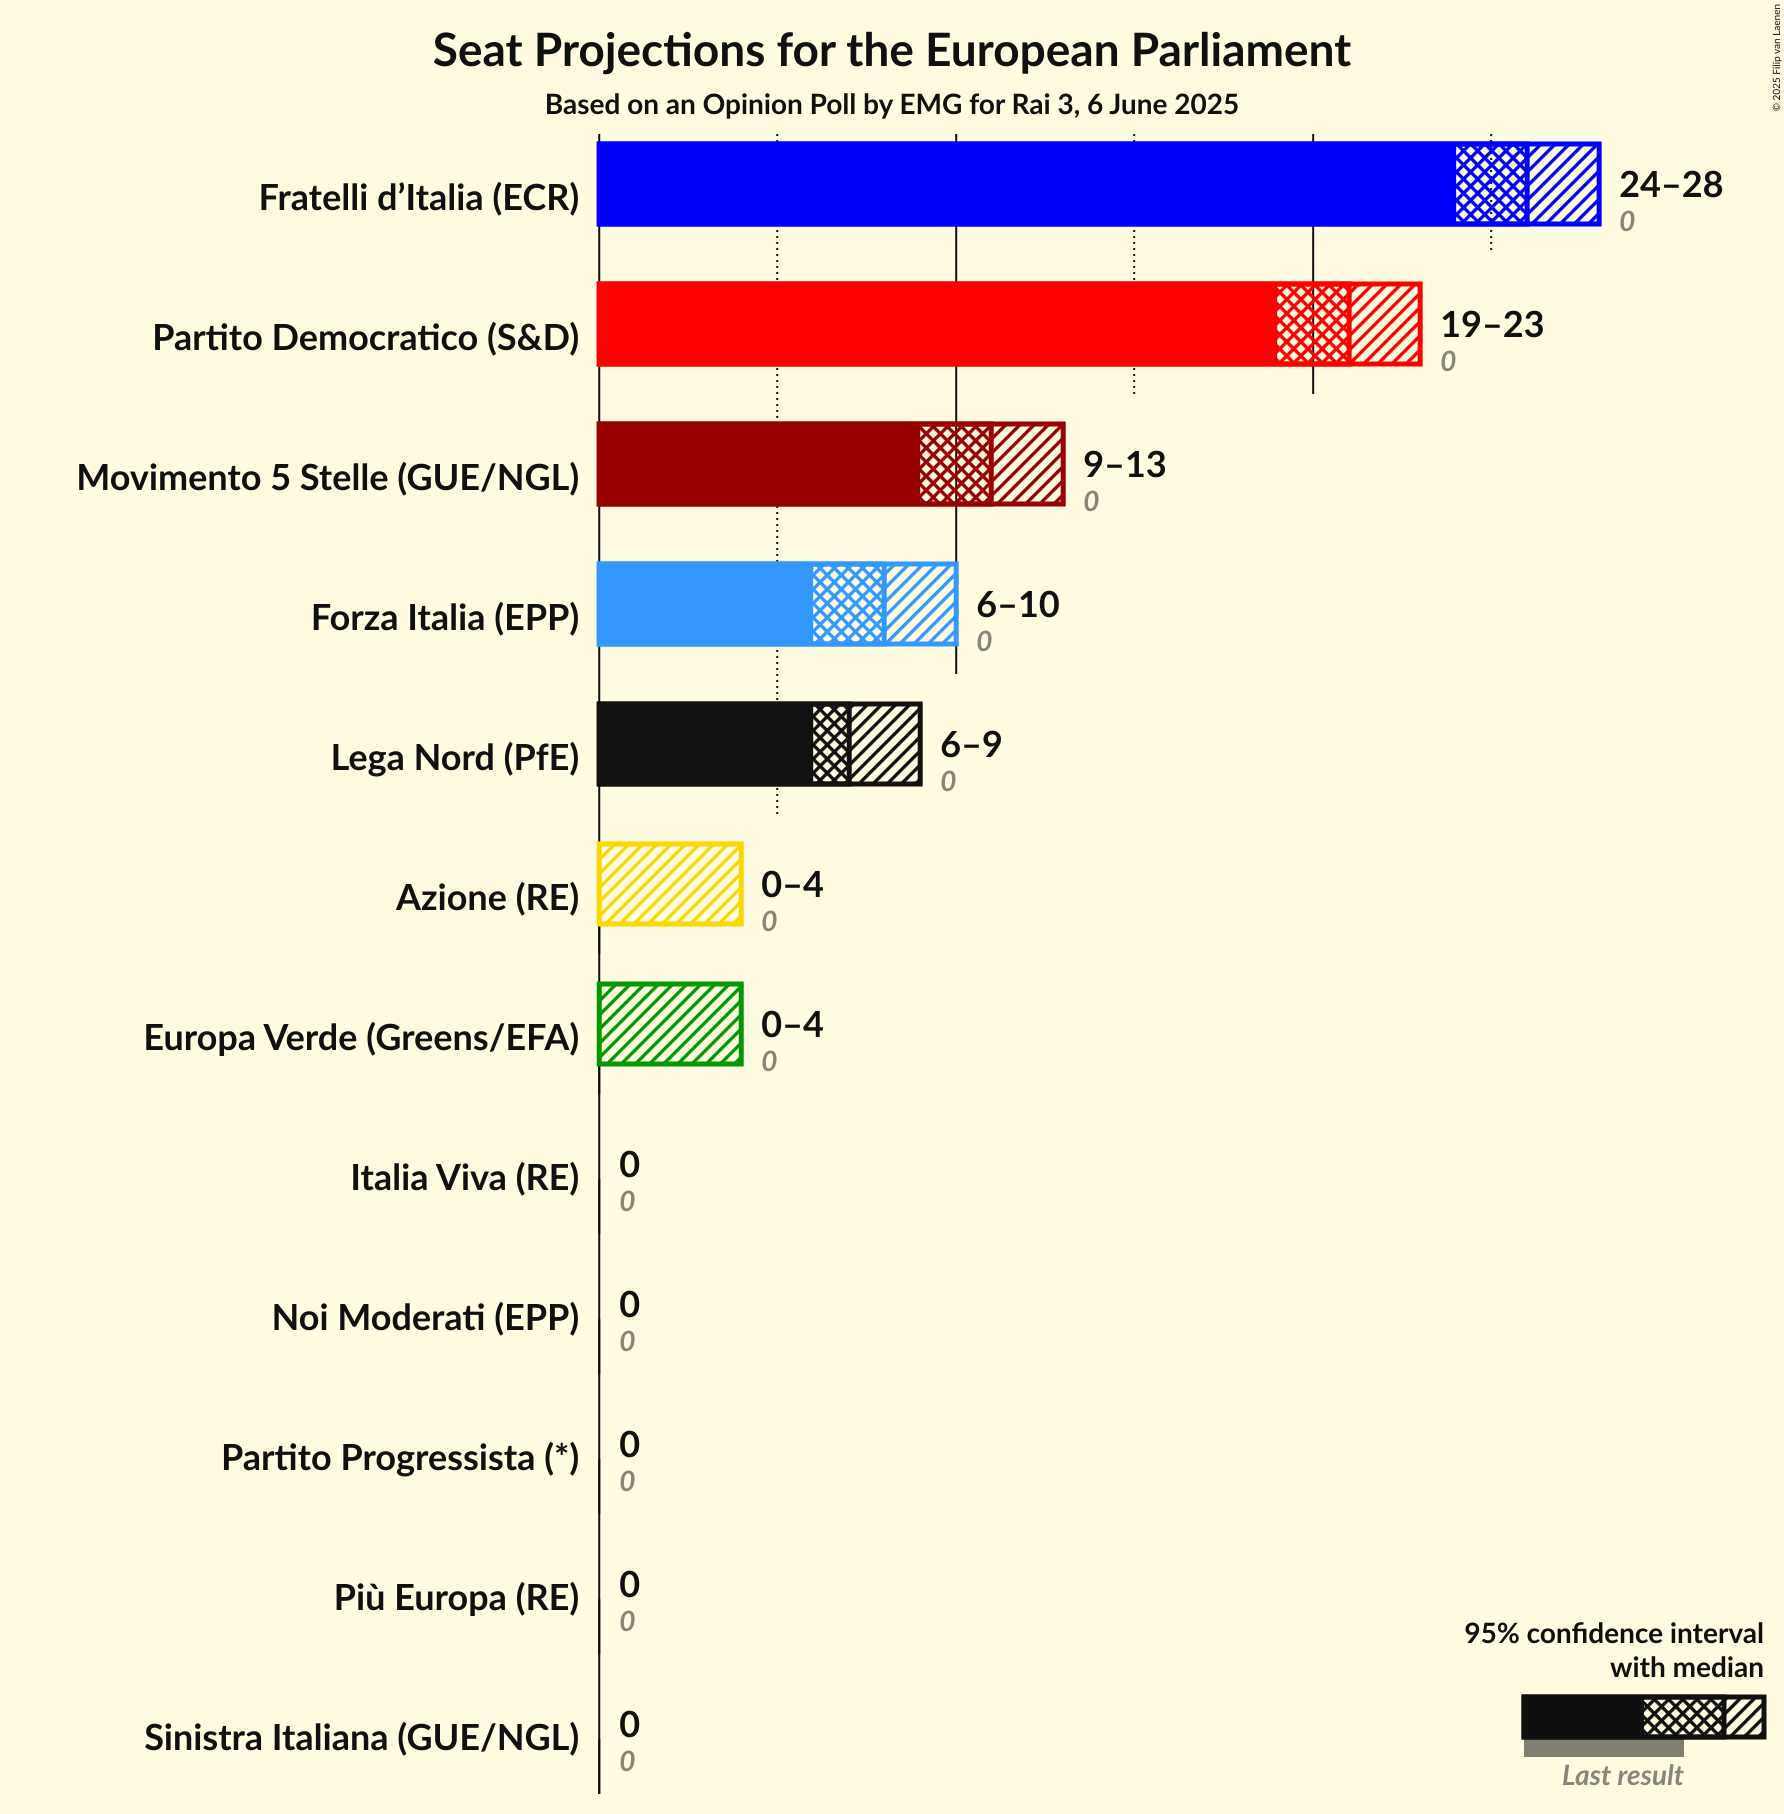 Seat Projections for the European Parliament
Based on an Opinion Poll by EMG for Rai 3, 6 June 2025
© 2025 Filip van Laenen
Fratelli d’Italia (ECR)
24–28
0
Partito Democratico (S&D)
19–23
0
Movimento 5 Stelle (GUE/NGL)
9–13
0
Forza Italia (EPP)
6–10
0
Lega Nord (PfE)
6–9
0
Azione (RE)
0–4
0
Europa Verde (Greens/EFA)
0–4
0
Italia Viva (RE)
0
0
Noi Moderati (EPP)
0
0
Partito Progressista (*)
0
0
Più Europa (RE)
0
0
Sinistra Italiana (GUE/NGL)
0
0
95% confidence interval
with median
Last result